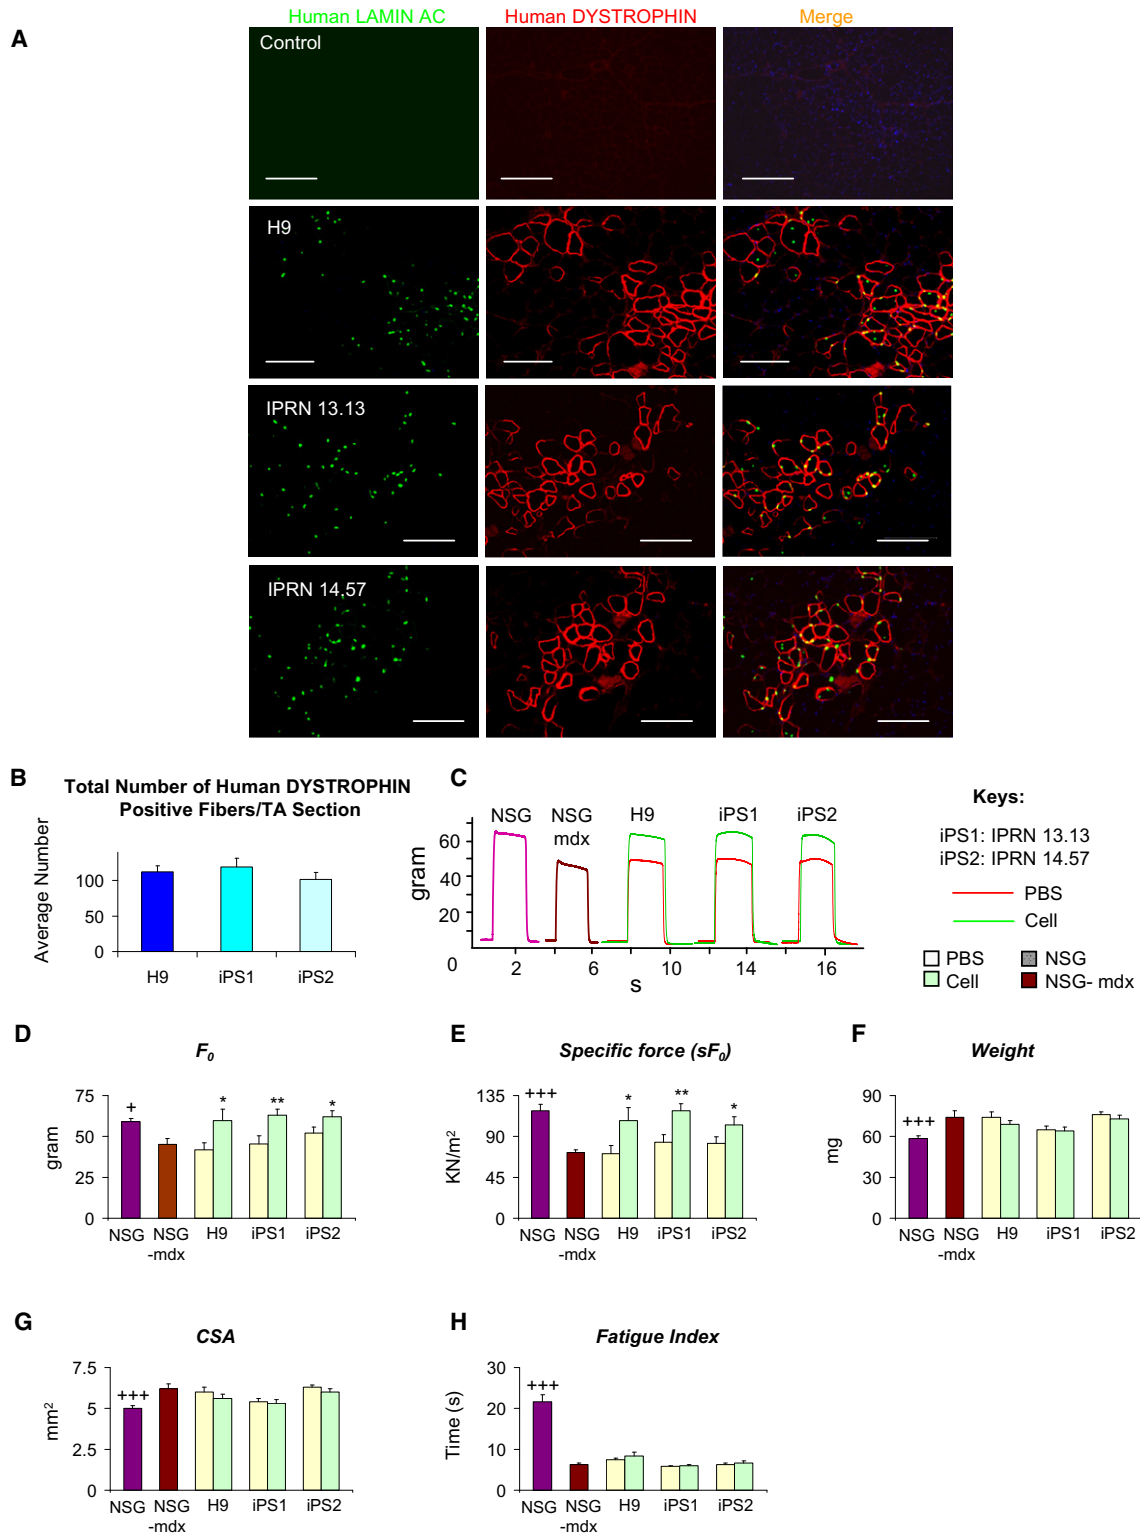 A
Human LAMIN AC
Human DYSTROPHIN
Merge
Control
H9
IPRN 13.13
IPRN 14.57
B
Total Number of Human DYSTROPHIN
Positive Fibers/TA Section
Average Number
100
50
0
H9
iPS1
iPS2
C
NSG
NSG
mdx
H9
iPS1
iPS2
gram
60
40
20
0
2
6
10
14
16
s
Keys:
iPS1: IPRN 13.13
iPS2: IPRN 14.57
PBS
Cell
PBS
NSG
Cell
NSG- mdx
D
F0
gram
75
50
25
0
+
*
**
*
NSG
NSG
-mdx
H9
iPS1
iPS2
E
Specific force (sF0)
KN/m2
135
90
45
0
+++
*
**
*
NSG
NSG
-mdx
H9
iPS1
iPS2
F
Weight
mg
90
60
30
0
+++
NSG
NSG
-mdx
H9
iPS1
iPS2
G
CSA
mm2
7.5
5
2.5
0
+++
NSG
NSG
-mdx
H9
iPS1
iPS2
H
Fatigue Index
Time (s)
30
20
10
0
+++
NSG
NSG
-mdx
H9
iPS1
iPS2